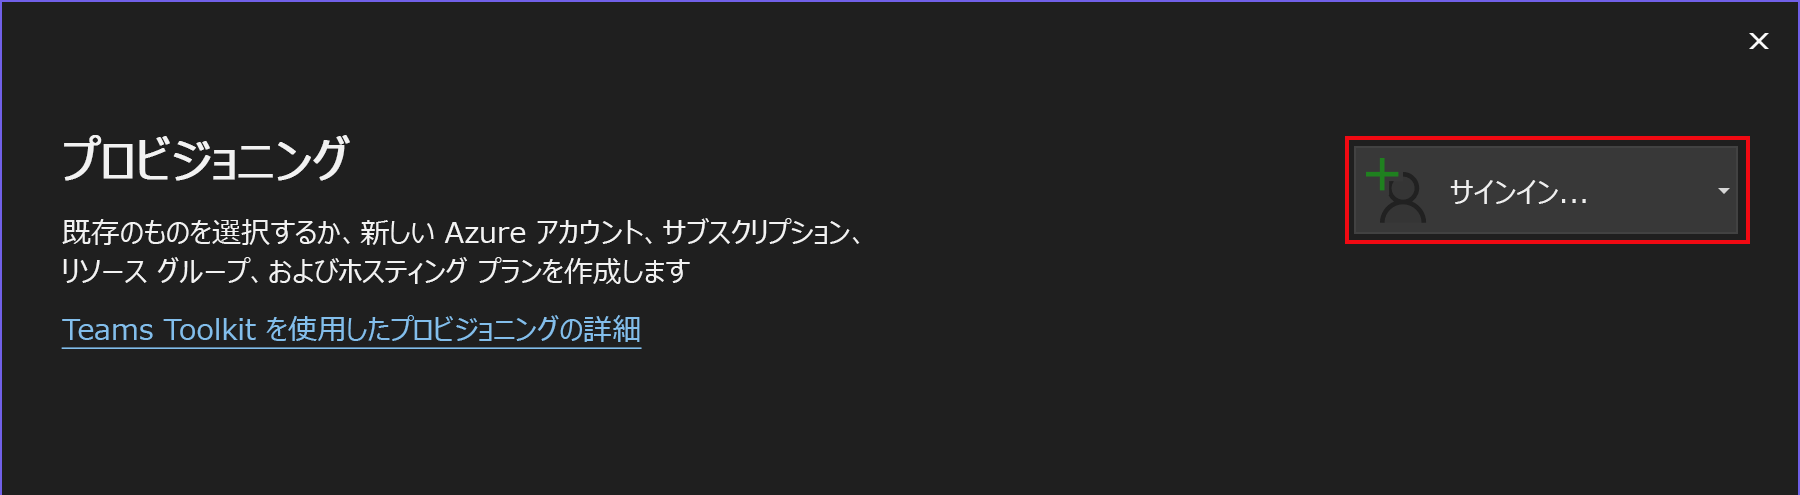 プロビジョニング
サインイン...
既存のものを選択するか、新しい Azure アカウント、サブスクリプション、
リソース グループ、およびホスティング プランを作成します
Teams Toolkit を使用したプロビジョニングの詳細